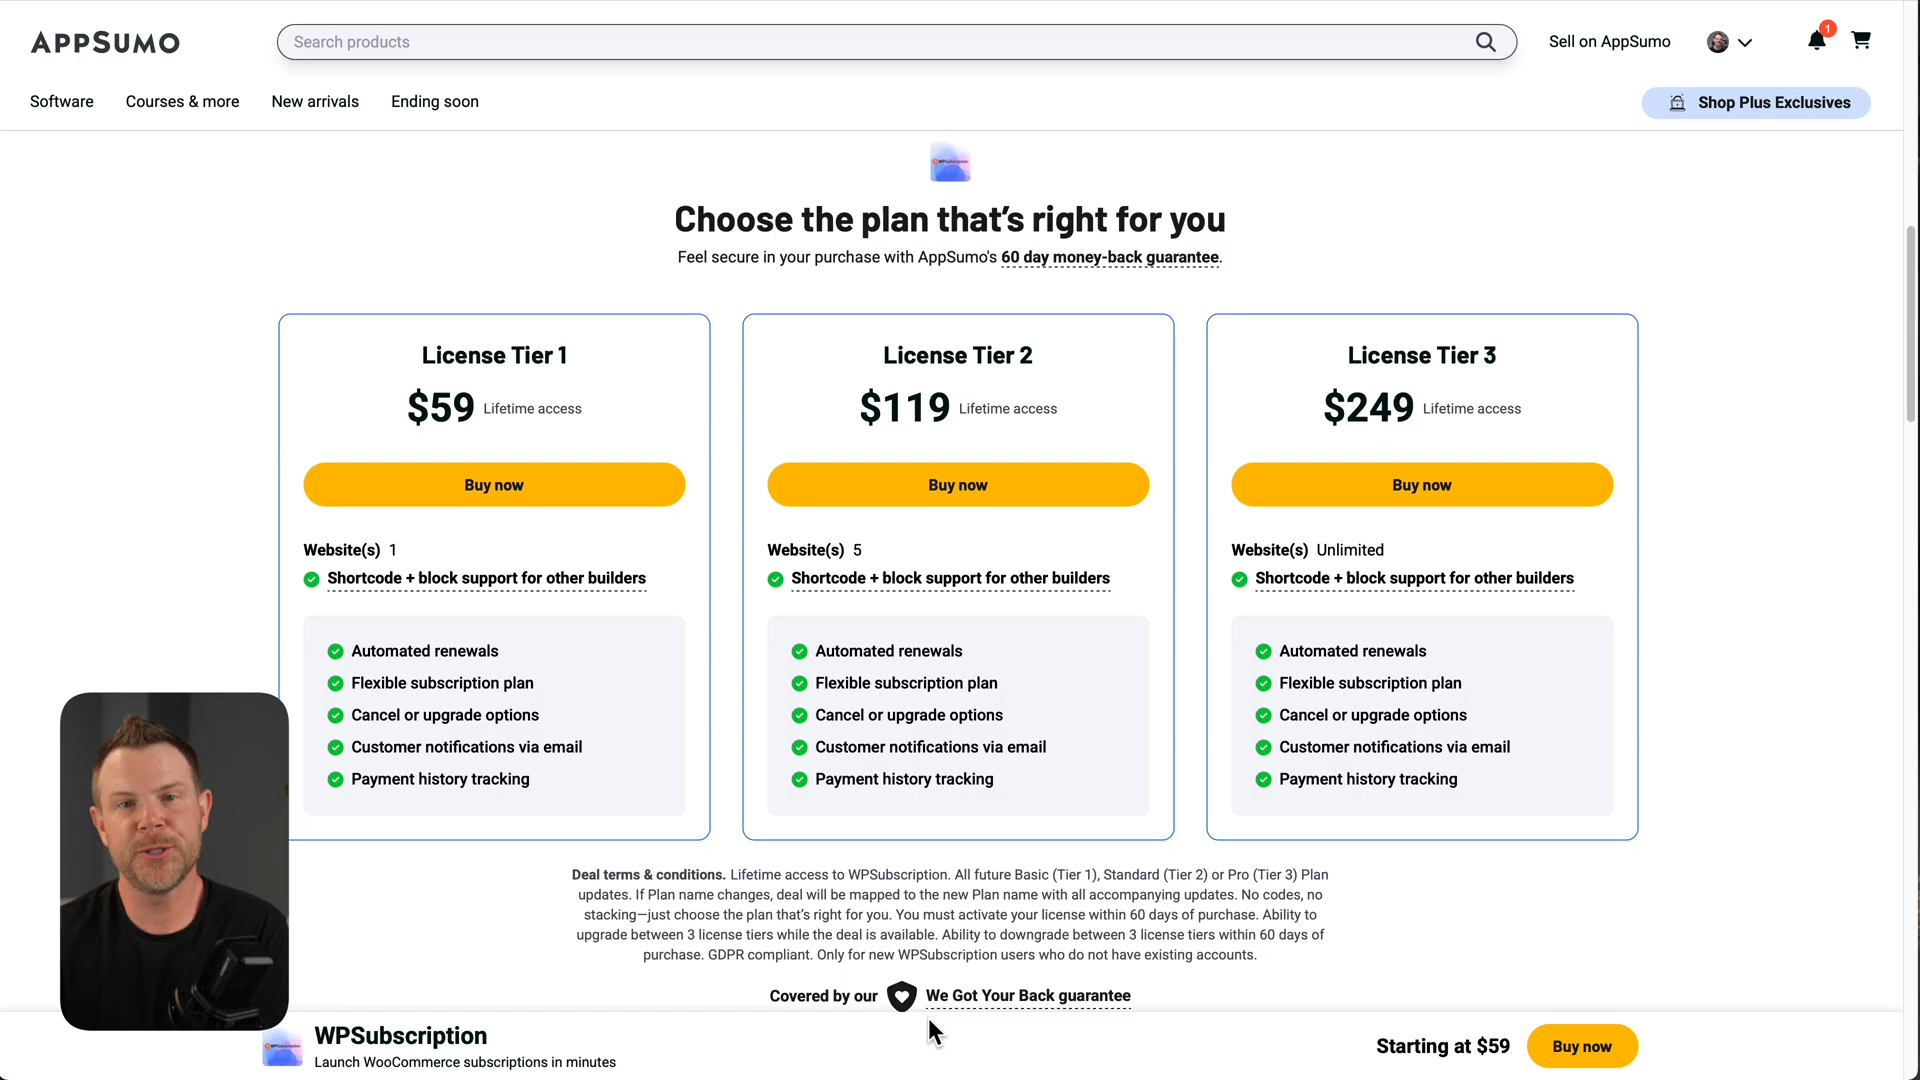 APPSUMO
Search products
Sell on AppSumo
1
Software
Courses & more
New arrivals
Ending soon
Shop Plus Exclusives
WPSubscription
Choose the plan that's right for you
Feel secure in your purchase with AppSumo's 60 day money-back guarantee.
License Tier 1
$59 Lifetime access
Buy now
Website(s) 1
Shortcode + block support for other builders
Automated renewals
Flexible subscription plan
Cancel or upgrade options
Customer notifications via email
Payment history tracking
License Tier 2
$119 Lifetime access
Buy now
Website(s) 5
Shortcode + block support for other builders
Automated renewals
Flexible subscription plan
Cancel or upgrade options
Customer notifications via email
Payment history tracking
License Tier 3
$249 Lifetime access
Buy now
Website(s) Unlimited
Shortcode + block support for other builders
Automated renewals
Flexible subscription plan
Cancel or upgrade options
Customer notifications via email
Payment history tracking
Deal terms & conditions. Lifetime access to WPSubscription. All future Basic (Tier 1), Standard (Tier 2) or Pro (Tier 3) Plan
updates. If Plan name changes, deal will be mapped to the new Plan name with all accompanying updates. No codes, no
stacking—just choose the plan that's right for you. You must activate your license within 60 days of purchase. Ability to
upgrade between 3 license tiers while the deal is available. Ability to downgrade between 3 license tiers within 60 days of
purchase. GDPR compliant. Only for new WPSubscription users who do not have existing accounts.
Covered by our We Got Your Back guarantee
WPSubscription
WPSubscription
Launch WooCommerce subscriptions in minutes
Starting at $59
Buy now